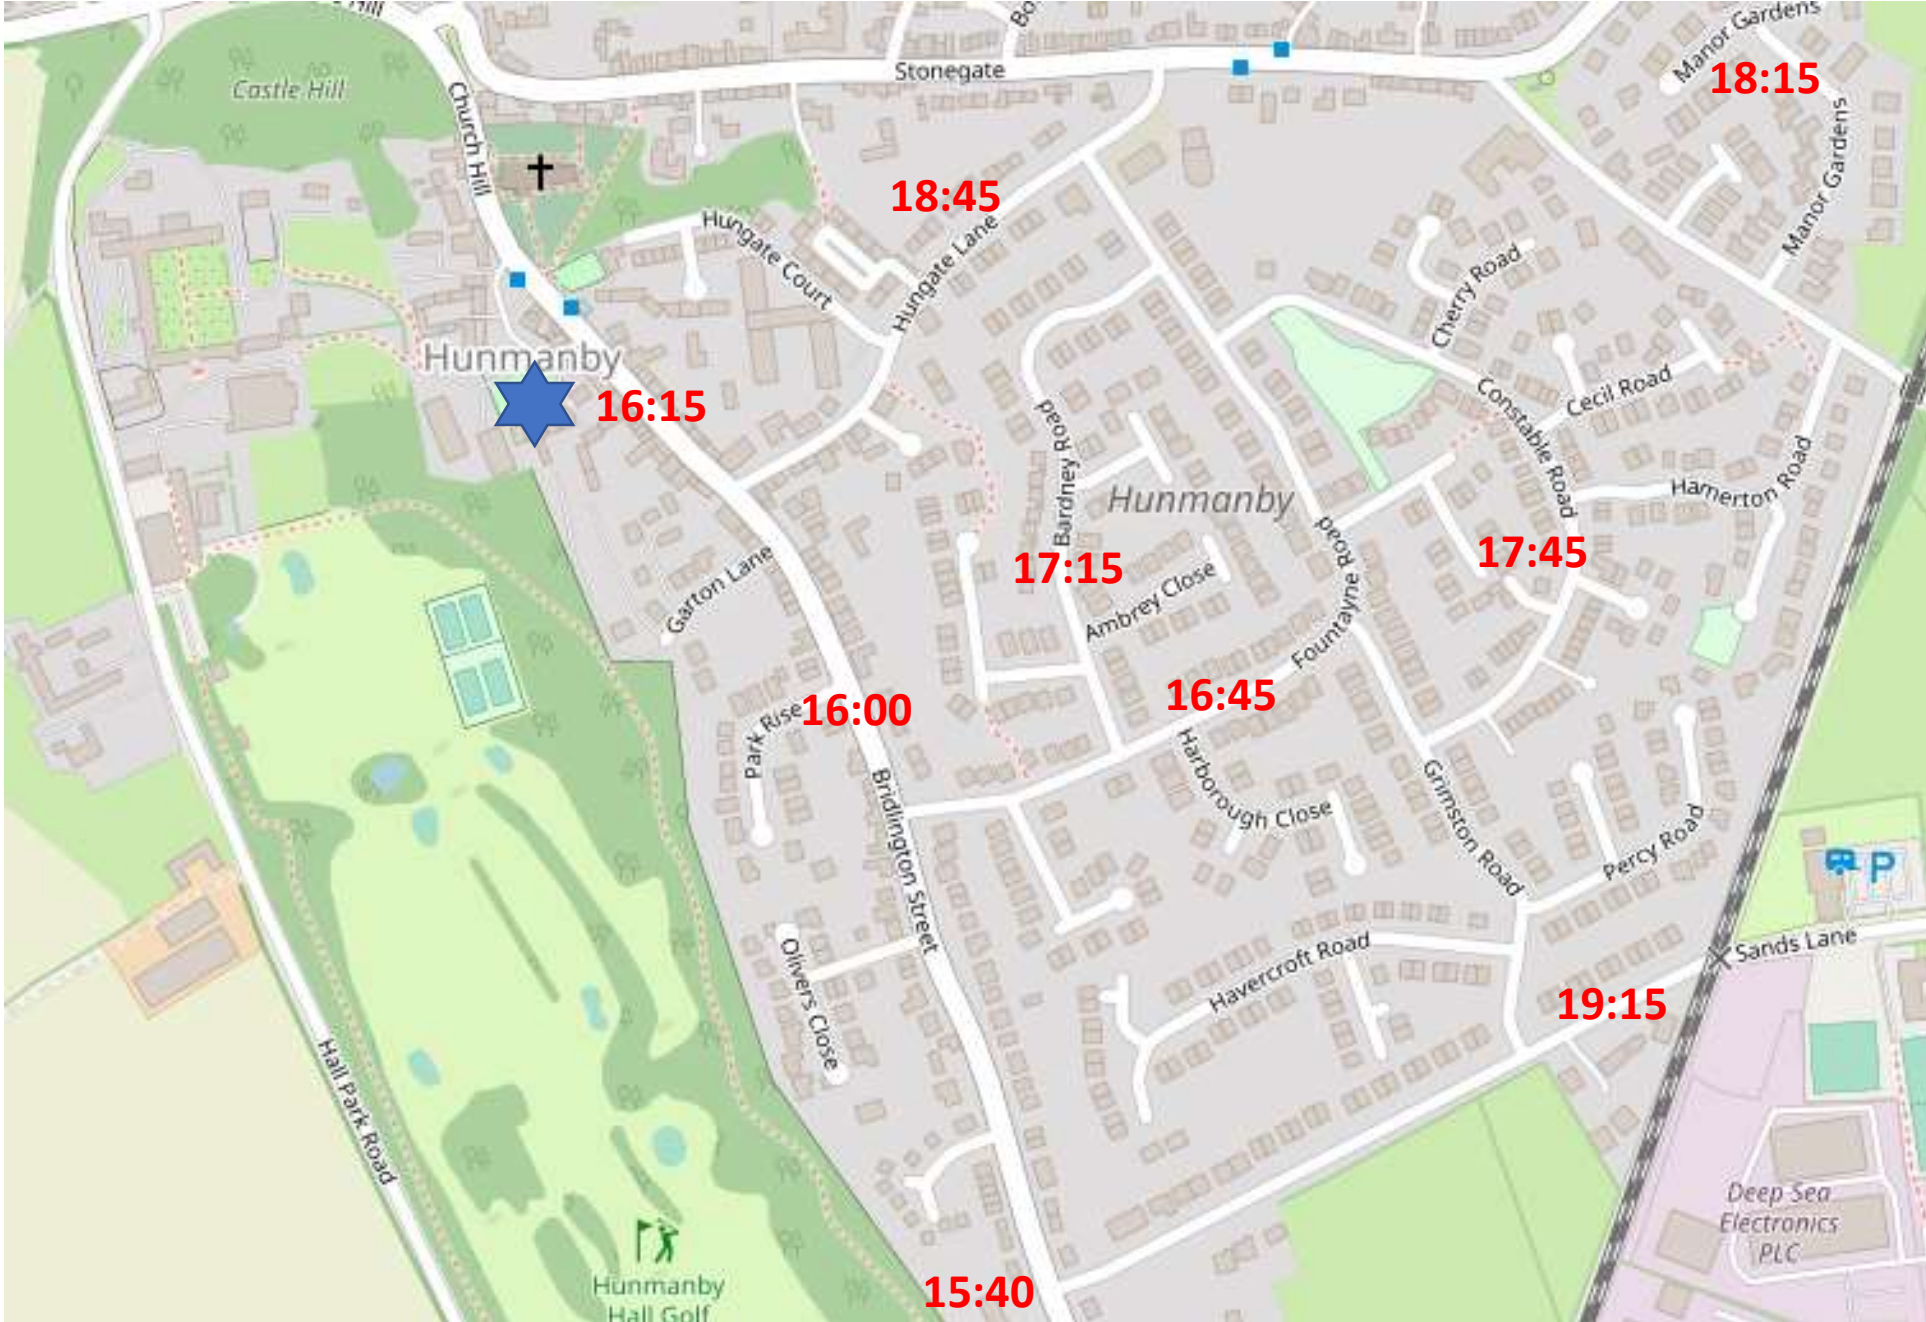 Hill
Bo
Manor Gardens
Castle Hill
Stonegate
18:15
Church Hill
Manor Gardens
18:45
Hungate Court
Hungate Lane
Cherry Road
Hunmanby
16:15
Cecil Road
Constable Road
Bardney Road
Hunmanby
Hamerton Road
17:15
17:45
Garton Lane
Ambrey Close
Fountayne Road
16:00
16:45
Park Rise
Harborough Close
Bridlington Street
Grimston Road
Percy Road
P
Olivers Close
Havercroft Road
Sands Lane
19:15
Hall Park Road
Deep Sea
Electronics
PLC
15:40
Hunmanby
Hall Golf